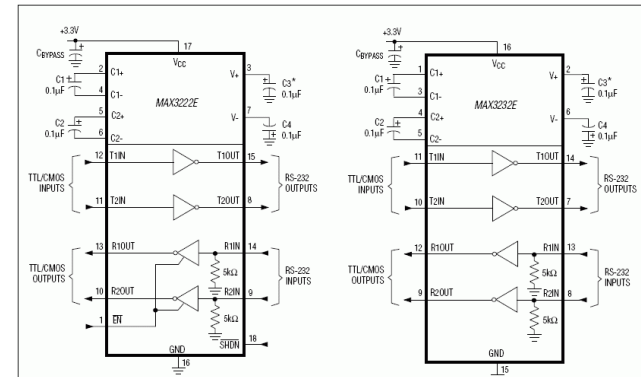 +3.3V
17
CBYPASS
VCC
2
C1+
V+
3
C1
0.1µF
4
C1-
C3*
0.1µF
MAX3222E
5
C2+
V-
7
C2
0.1µF
6
C2-
C4
0.1µF
TTL/CMOS
INPUTS
12
T1IN
T1OUT
15
11
T2IN
T2OUT
8
RS-232
OUTPUTS
TTL/CMOS
OUTPUTS
13
R1OUT
R1IN
14
5kΩ
10
R2OUT
R2IN
9
5kΩ
RS-232
INPUTS
1
EN
SHDN
18
GND
16
+3.3V
16
CBYPASS
VCC
1
C1+
V+
2
C1
0.1µF
3
C1-
C3*
0.1µF
MAX3232E
4
C2+
V-
6
C2
0.1µF
5
C2-
C4
0.1µF
TTL/CMOS
INPUTS
11
T1IN
T1OUT
14
10
T2IN
T2OUT
7
RS-232
OUTPUTS
TTL/CMOS
OUTPUTS
12
R1OUT
R1IN
13
5kΩ
9
R2OUT
R2IN
8
5kΩ
RS-232
INPUTS
GND
15